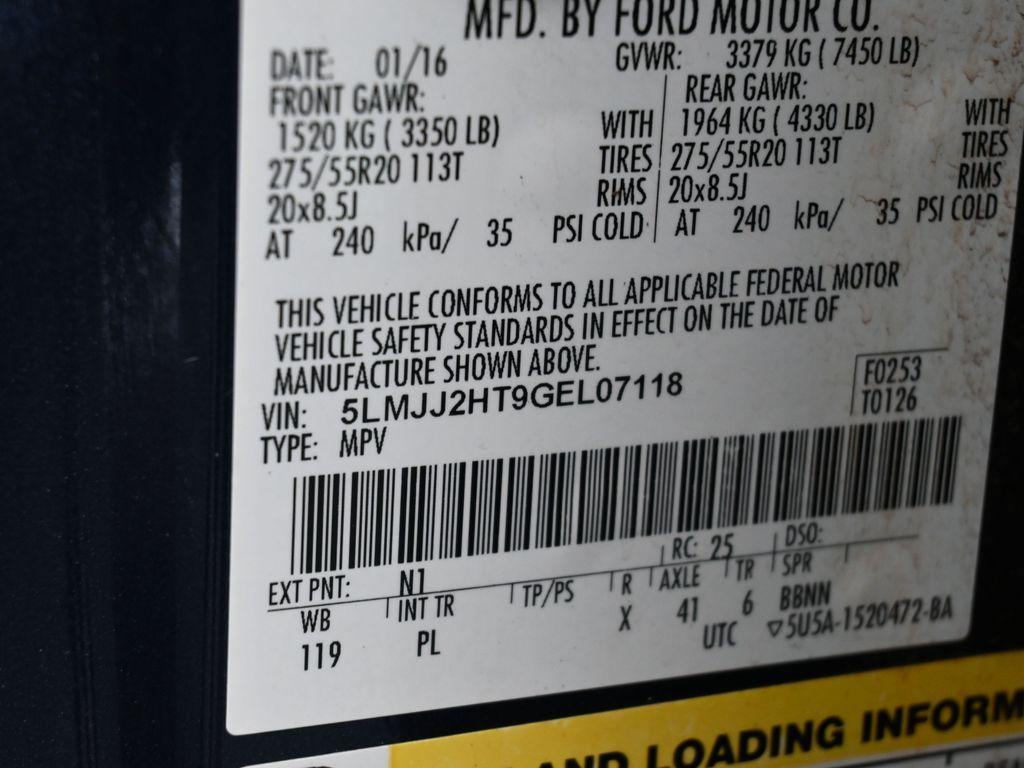 MFD. BY FORD MOTOR CO.
DATE: 01/16 GVWR: 3379 KG ( 7450 LB)
FRONT GAWR: REAR GAWR:
1520 KG ( 3350 LB) WITH 1964 KG ( 4330 LB) WITH
275/55R20 113T TIRES 275/55R20 113T TIRES
20x8.5J RIMS 20x8.5J RIMS
AT 240 kPa/ 35 PSI COLD AT 240 kPa/ 35 PSI COLD
THIS VEHICLE CONFORMS TO ALL APPLICABLE FEDERAL MOTOR
VEHICLE SAFETY STANDARDS IN EFFECT ON THE DATE OF
MANUFACTURE SHOWN ABOVE.
VIN: 5LMJJ2HT9GEL07118 F0253
TYPE: MPV T0126
EXT PNT: N1 RC: 25 DSO:
WB INT TR TP/PS R AXLE TR SPR
119 PL X 41 6 BBNN
UTC ▽5U5A-1520472-BA
AND LOADING INFORM